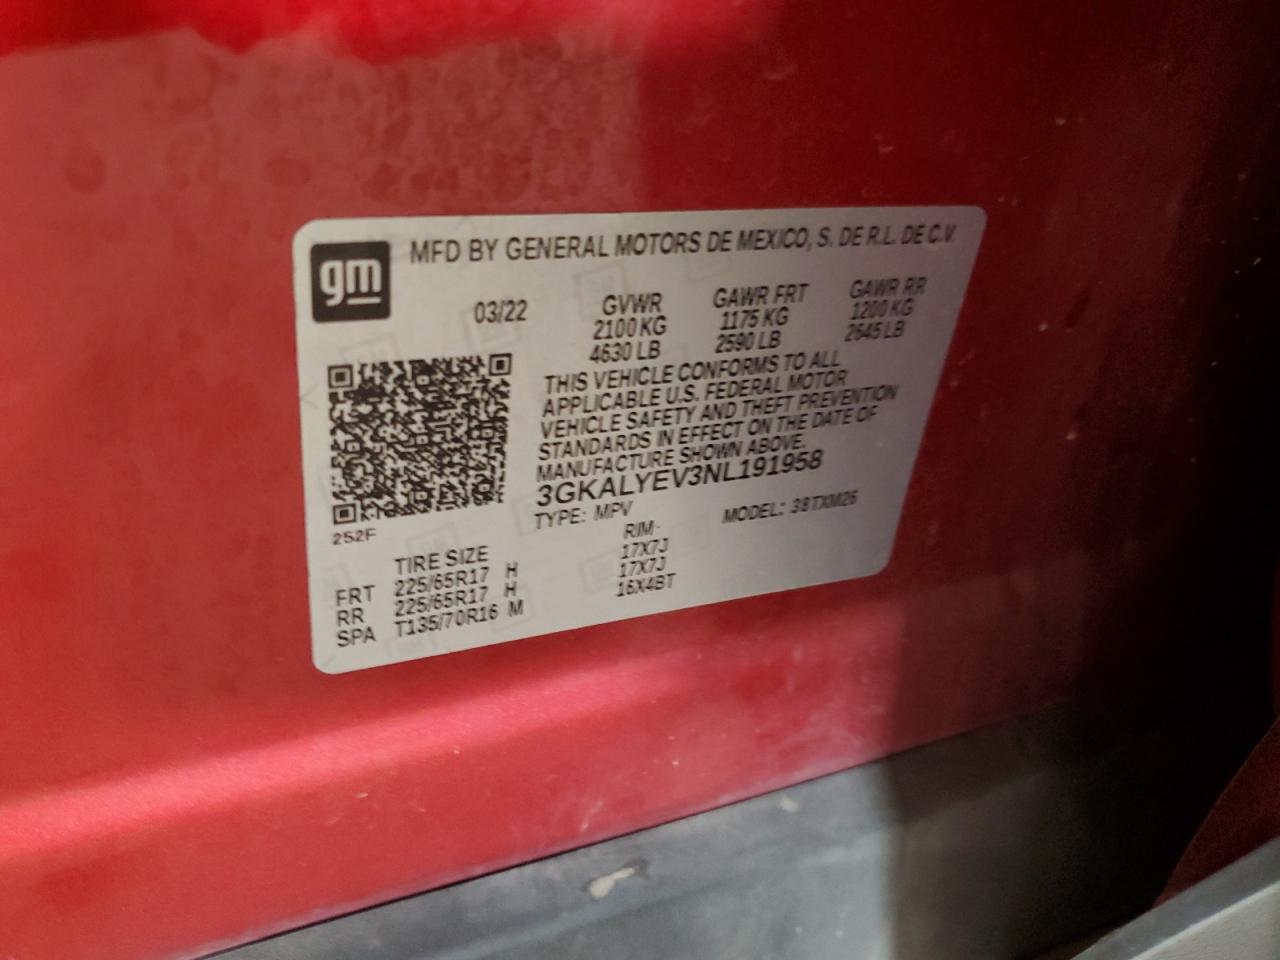 gm
MFD BY GENERAL MOTORS DE MEXICO, S. DE R.L. DE C.V.
03/22
GVWR GAWR FRT GAWR RR
2100 KG 1175 KG 1200 KG
4630 LB 2590 LB 2645 LB
THIS VEHICLE CONFORMS TO ALL
APPLICABLE U.S. FEDERAL MOTOR
VEHICLE SAFETY AND THEFT PREVENTION
STANDARDS IN EFFECT ON THE DATE OF
MANUFACTURE SHOWN ABOVE.
3GKALYEV3NL191958
TYPE: MPV MODEL: 3BTXM26
252F
TIRE SIZE RIM
FRT 225/65R17 H 17X7J
RR 225/65R17 H 17X7J
SPA T135/70R16 M 16X4BT